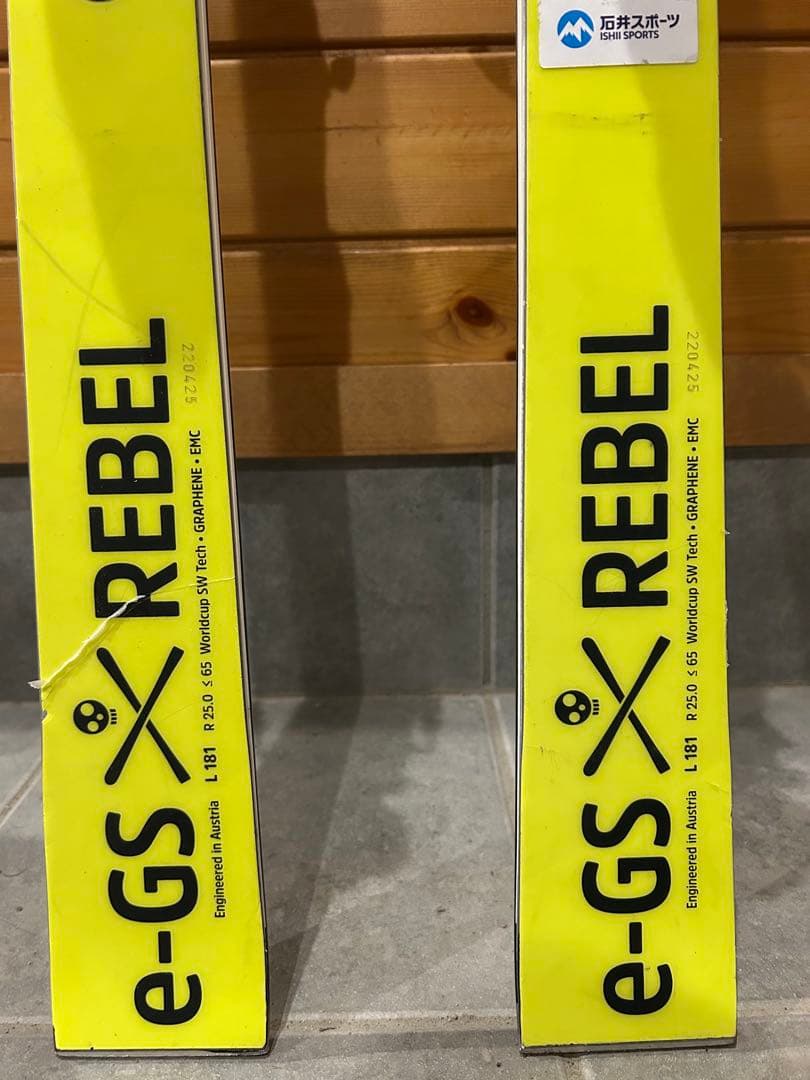 e-GS REBEL
Engineered in Austria L 181 R 25.0 ≤ 65 Worldcup SW Tech • GRAPHENE • EMC
220425
石井スポーツ
ISHII SPORTS
e-GS REBEL
Engineered in Austria L 181 R 25.0 ≤ 65 Worldcup SW Tech • GRAPHENE • EMC
220425